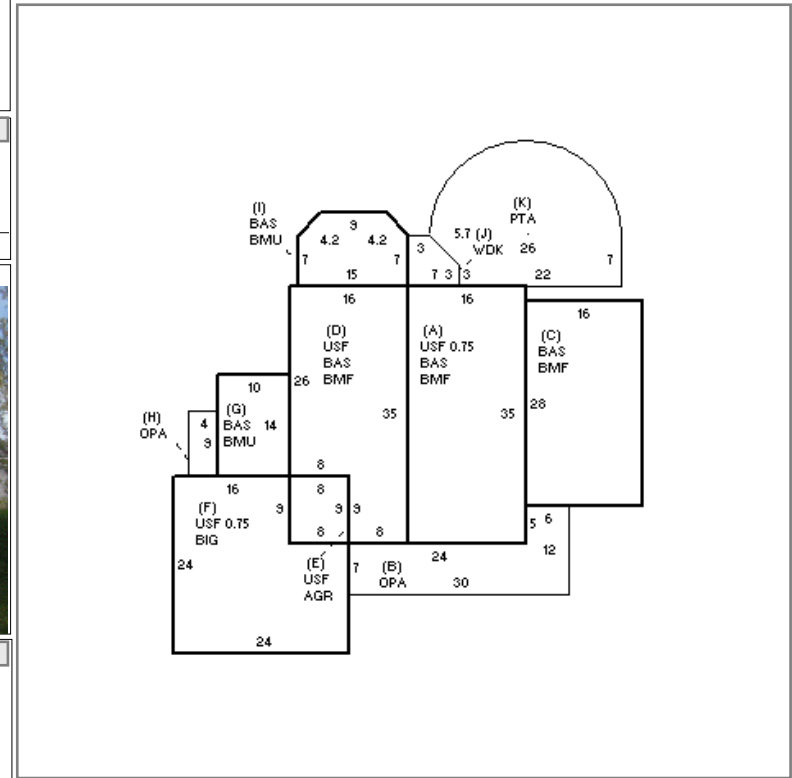 (K)
PTA
26
22
7
(I)
BAS
BMU
9
4.2 4.2
7 7
15
3
5.7 (J)
WDK
7 3 3
16
(D)
USF
BAS
BMF
26
35
8
16
(A)
USF 0.75
BAS
BMF
35
16
(C)
BAS
BMF
28
10
(G)
BAS
BMU
14
(H)
OPA
4
9
16
(F)
USF 0.75
BIG
9
24
24
8
9 9
8
8
(E)
USF
AGR
24
7
(B)
OPA
30
5 6
12